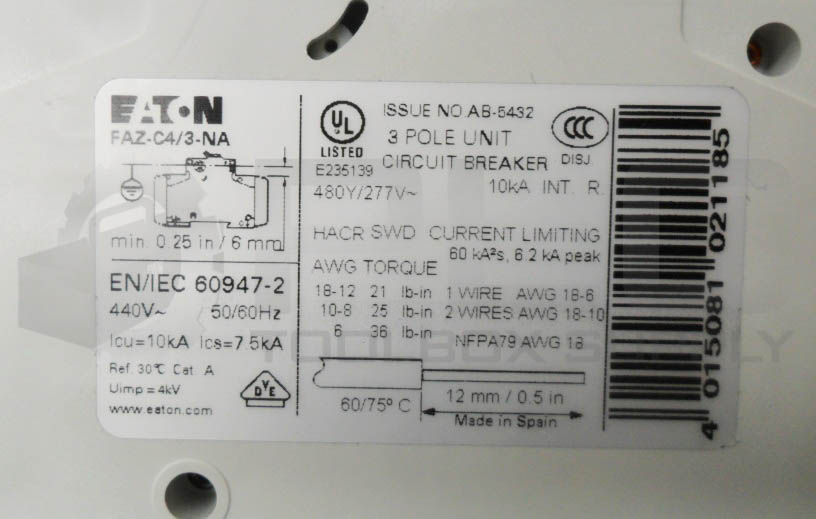 EATON
FAZ-C4/3-NA
min. 0.25 in / 6 mm
EN/IEC 60947-2
440V~ 50/60Hz
Icu=10kA Ics=7.5kA
Ref. 30°C Cat. A
Uimp = 4kV
www.eaton.com
DVE
UL
LISTED
E235139
ISSUE NO.AB-5432
3 POLE UNIT
CIRCUIT BREAKER
CCC
DISJ.
480Y/277V~ 10kA INT. R.
HACR SWD CURRENT LIMITING
60 kA²s, 6.2 kA peak
AWG TORQUE
18-12 21 lb-in 1 WIRE AWG 18-6
10-8 25 lb-in 2 WIRES AWG 18-10
6 36 lb-in NFPA79 AWG 18
60/75° C
12 mm / 0.5 in
Made in Spain
4 015081 021185
TOOLBOX SUPPLY